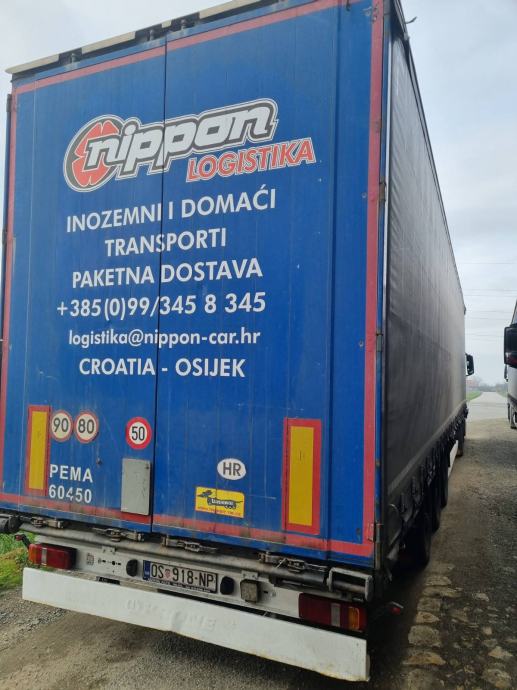 nippon
LOGISTIKA
INOZEMNI I DOMAĆI
TRANSPORTI
PAKETNA DOSTAVA
+385(0)99/345 8 345
logistika@nippon-car.hr
CROATIA - OSIJEK
90 80 50
PEMA
60450
HR
OS 918-NP